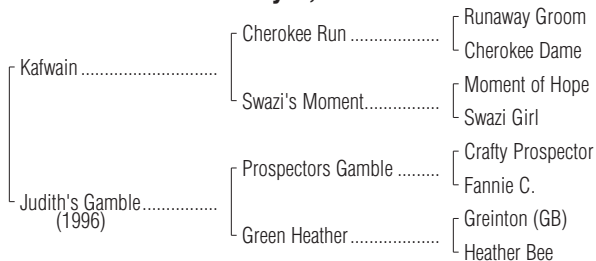 Runaway Groom
Cherokee Run ...................
Cherokee Dame
Kafwain .............................
Moment of Hope
Swazi's Moment................
Swazi Girl
Crafty Prospector
Prospectors Gamble .........
Fannie C.
Judith's Gamble................
(1996)
Greinton (GB)
Green Heather...................
Heather Bee